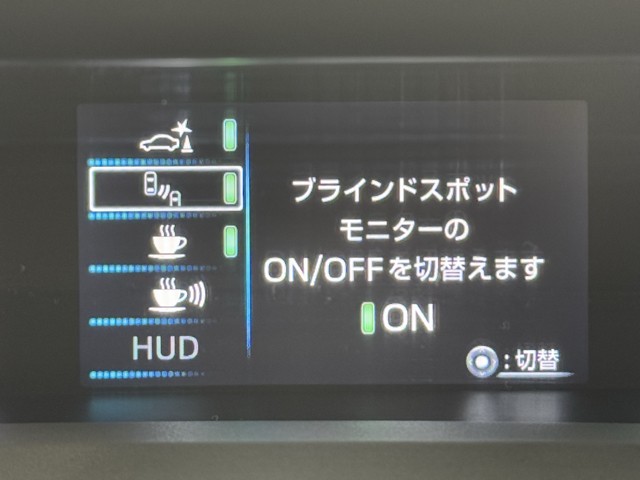 HUD
ブラインドスポット
モニターの
ON/OFFを切替えます
ON
:切替